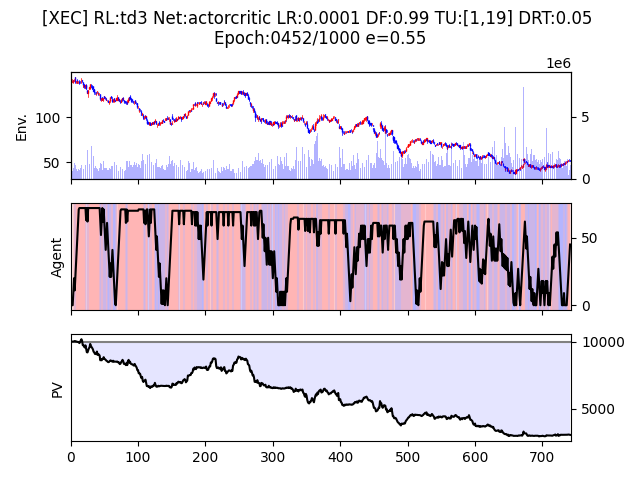 [XEC] RL:td3 Net:actorcritic LR:0.0001 DF:0.99 TU:[1,19] DRT:0.05
Epoch:0452/1000 e=0.55
1e6
Env.
100
50
5
0
Agent
50
0
PV
10000
5000
0 100 200 300 400 500 600 700